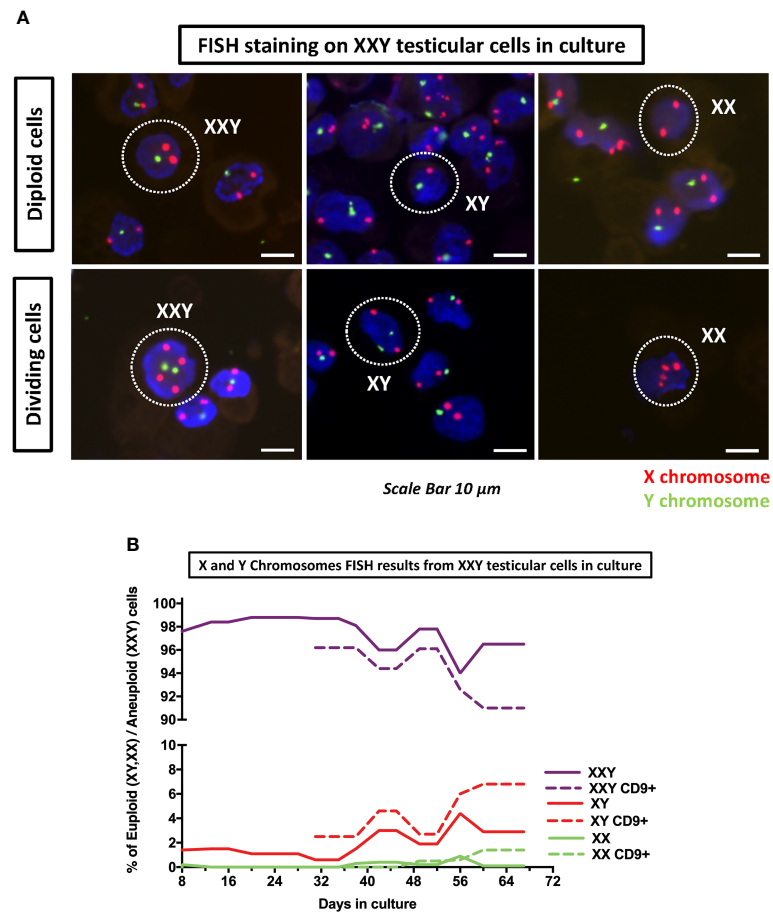 A
FISH staining on XXY testicular cells in culture
Diploid cells
XXY
XY
XX
Dividing cells
XXY
XY
XX
Scale Bar 10 μm
X chromosome
Y chromosome
B
X and Y Chromosomes FISH results from XXY testicular cells in culture
% of Euploid (XY,XX) / Aneuploid (XXY) cells
100
98
96
94
92
90
10
8
6
4
2
0
8 16 24 32 40 48 56 64 72
Days in culture
XXY
XXY CD9+
XY
XY CD9+
XX
XX CD9+